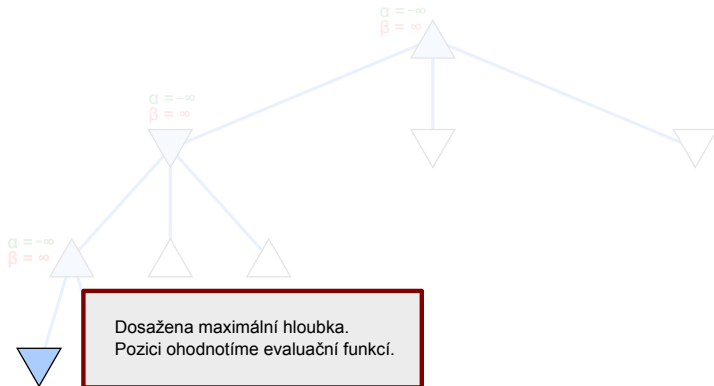 α = -∞
β = ∞
α = -∞
β = ∞
α = -∞
β = ∞
Dosažena maximální hloubka.
Pozici ohodnotíme evaluační funkcí.